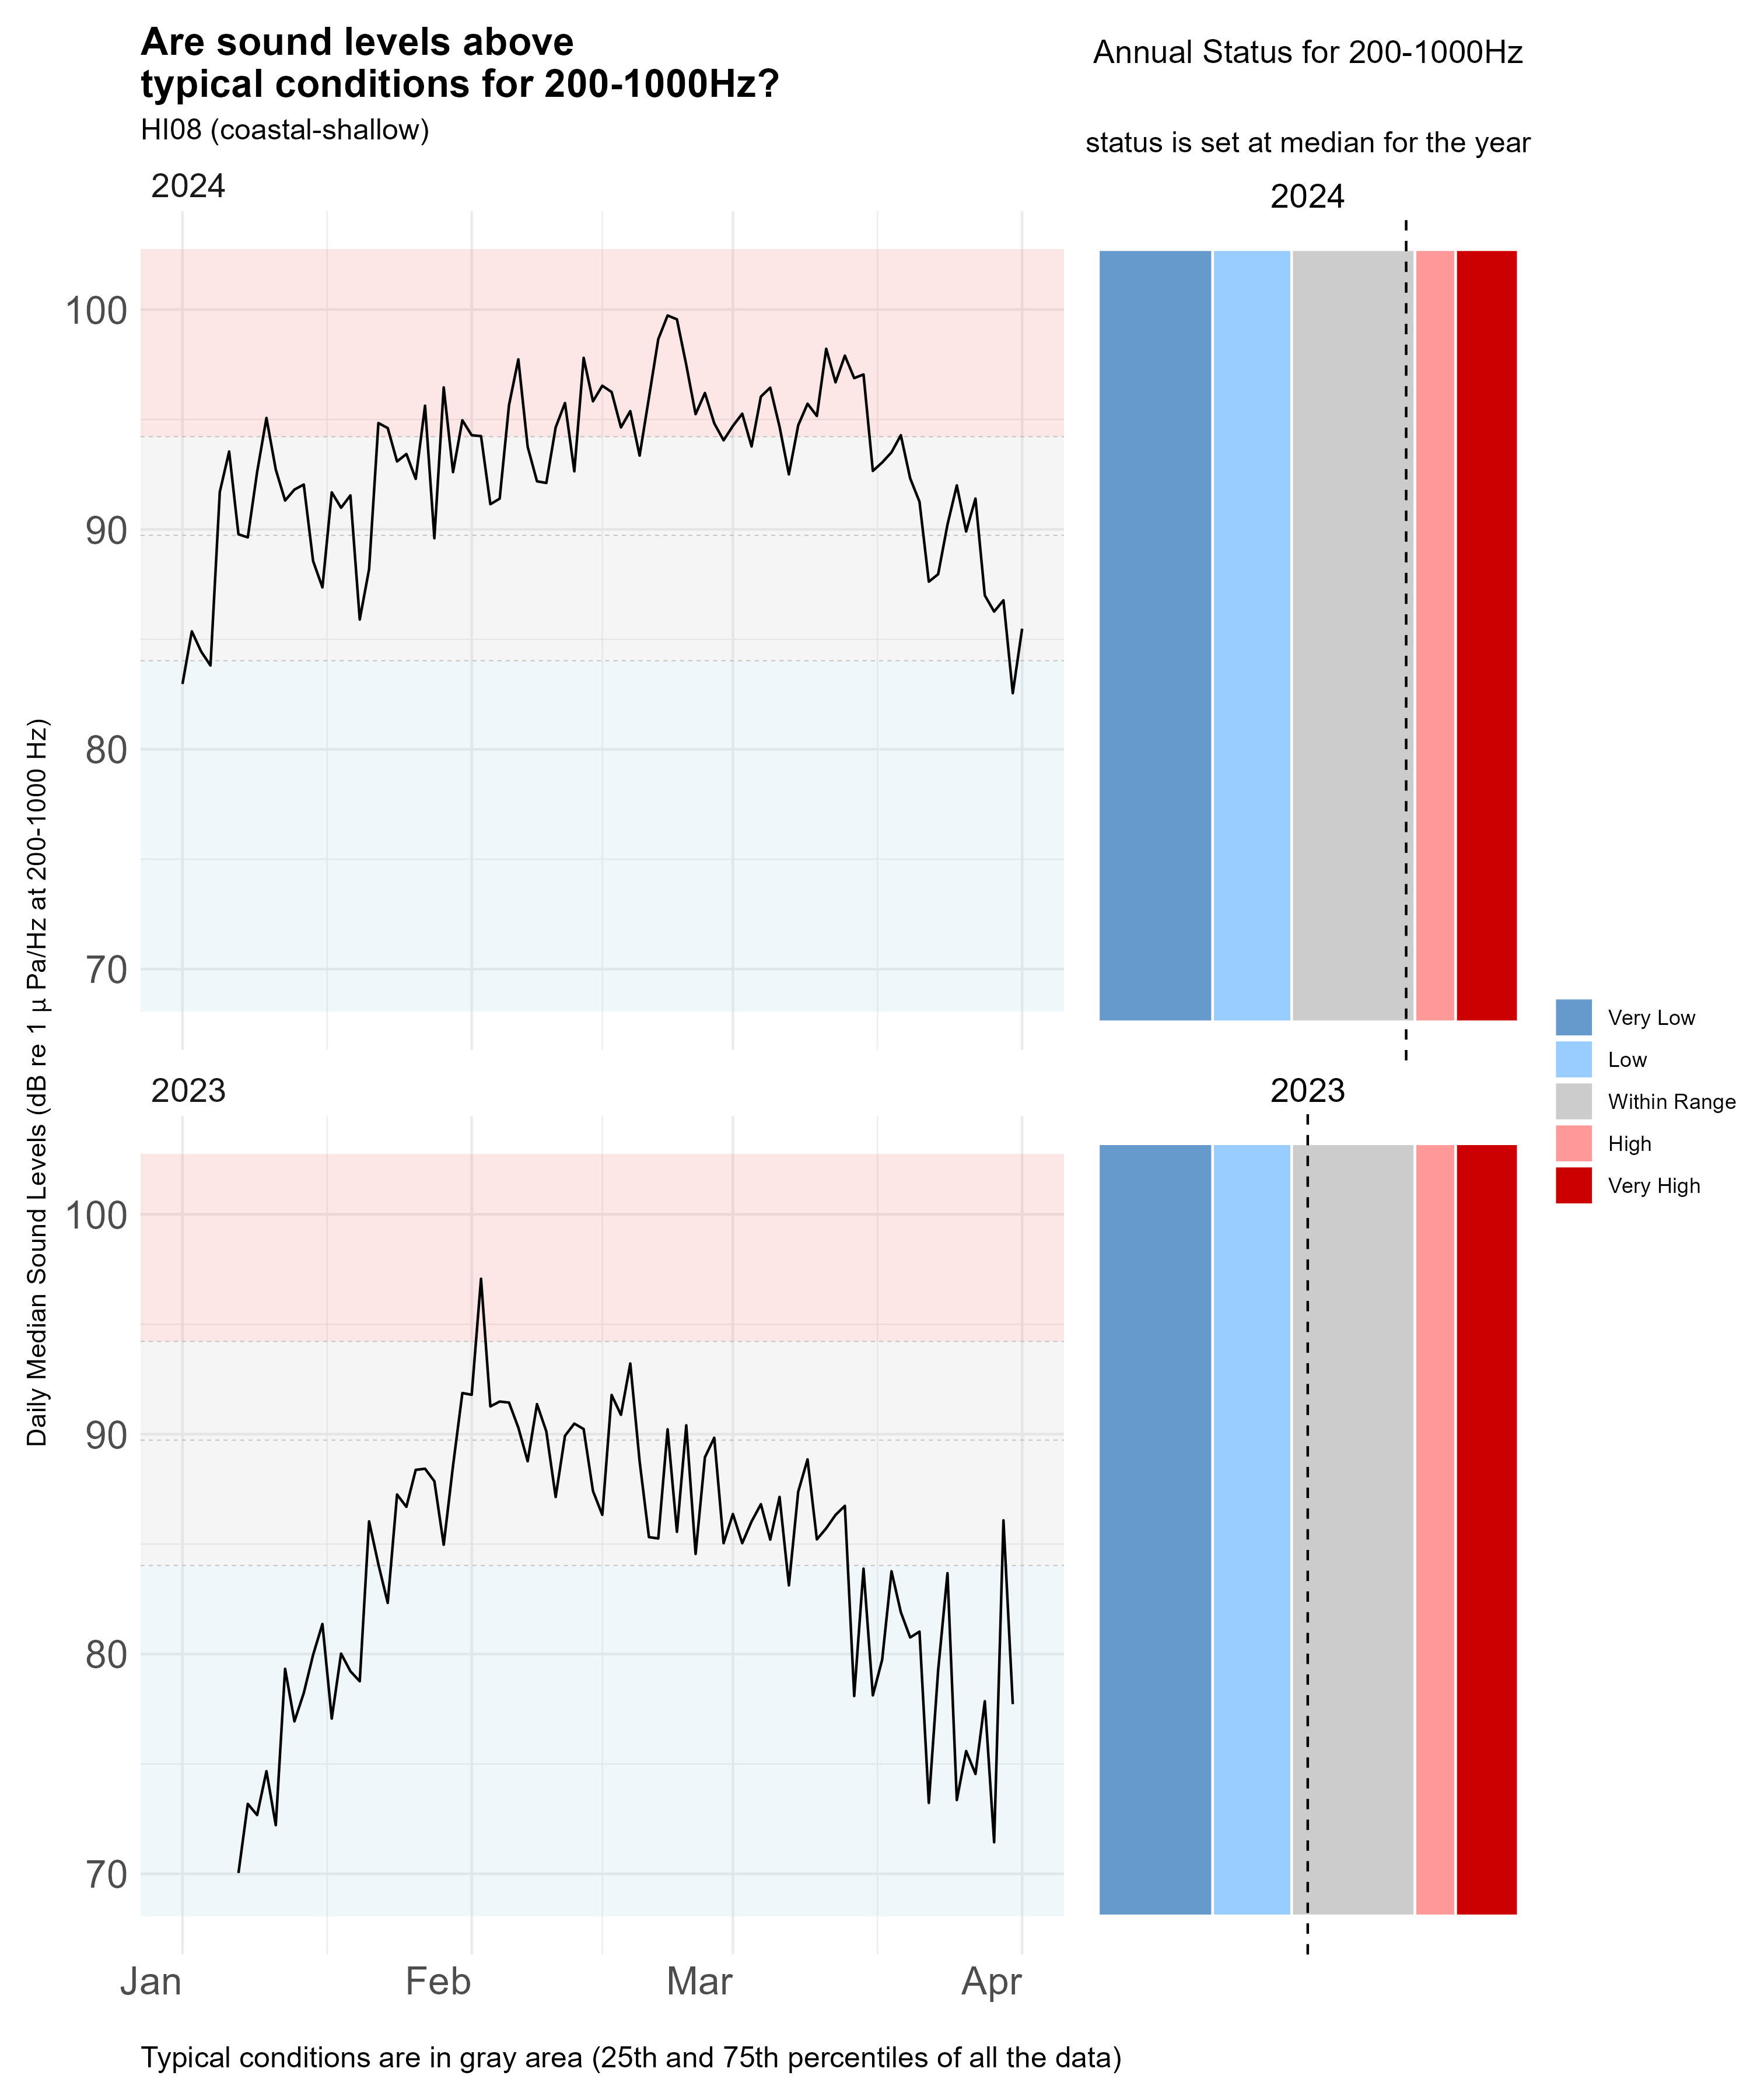 Are sound levels above
typical conditions for 200-1000Hz?
HI08 (coastal-shallow)
Annual Status for 200-1000Hz
status is set at median for the year
2024
2024
100
90
80
70
Daily Median Sound Levels (dB re 1 μ Pa/Hz at 200-1000 Hz)
Very Low
Low
Within Range
High
Very High
2023
2023
100
90
80
70
Jan
Feb
Mar
Apr
Typical conditions are in gray area (25th and 75th percentiles of all the data)